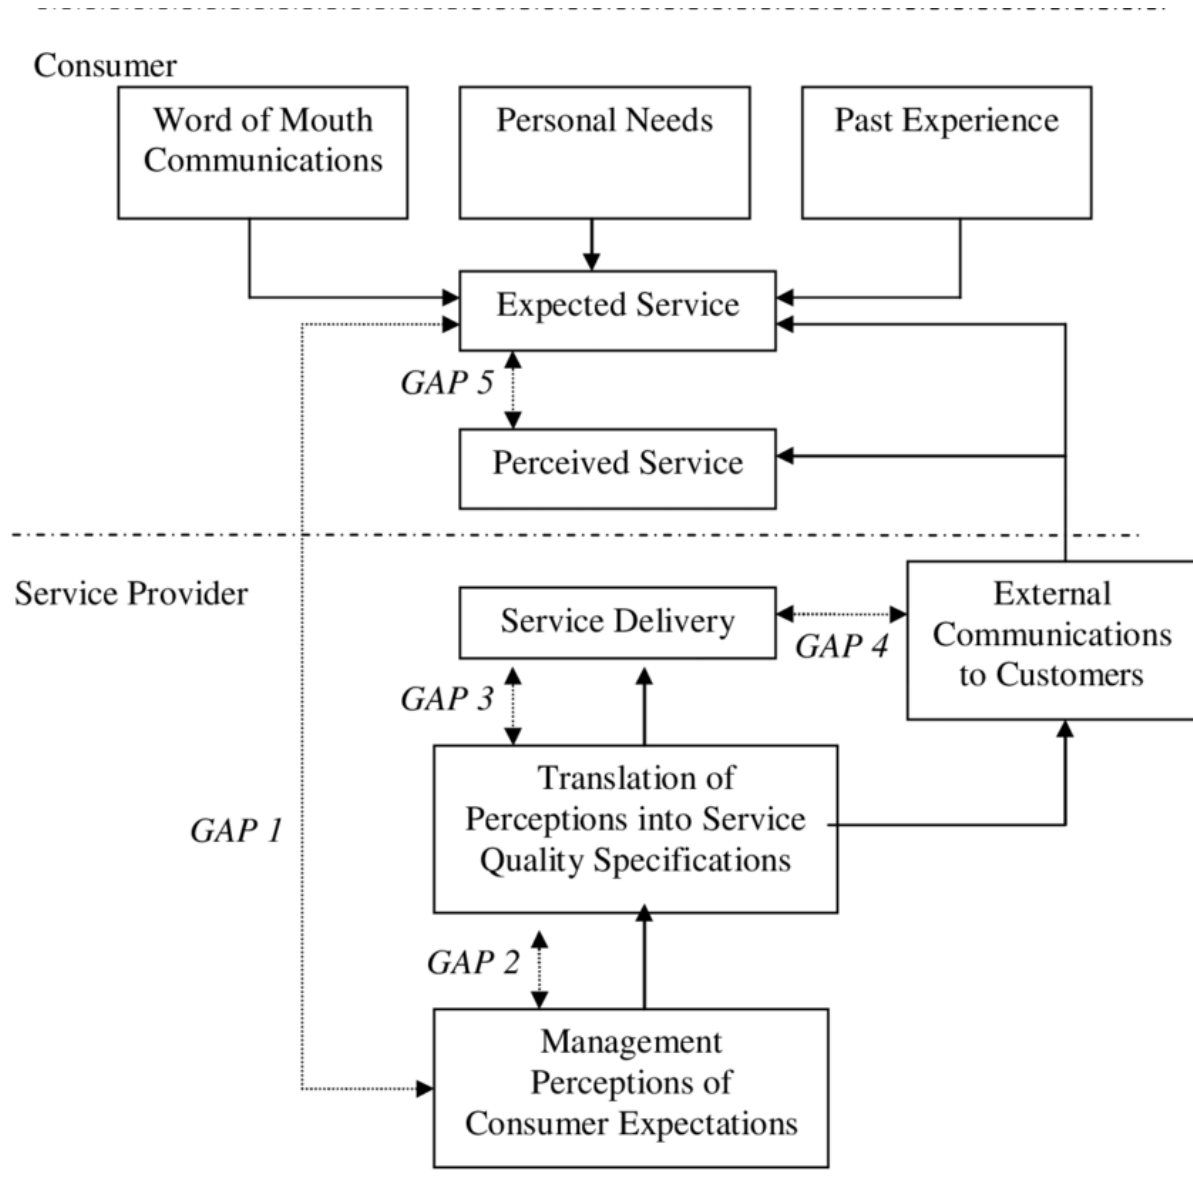 Consumer
Word of Mouth
Communications
Personal Needs
Past Experience
Expected Service
GAP 5
Perceived Service
Service Provider
Service Delivery
GAP 4
External
Communications
to Customers
GAP 3
Translation of
Perceptions into Service
Quality Specifications
GAP 1
GAP 2
Management
Perceptions of
Consumer Expectations